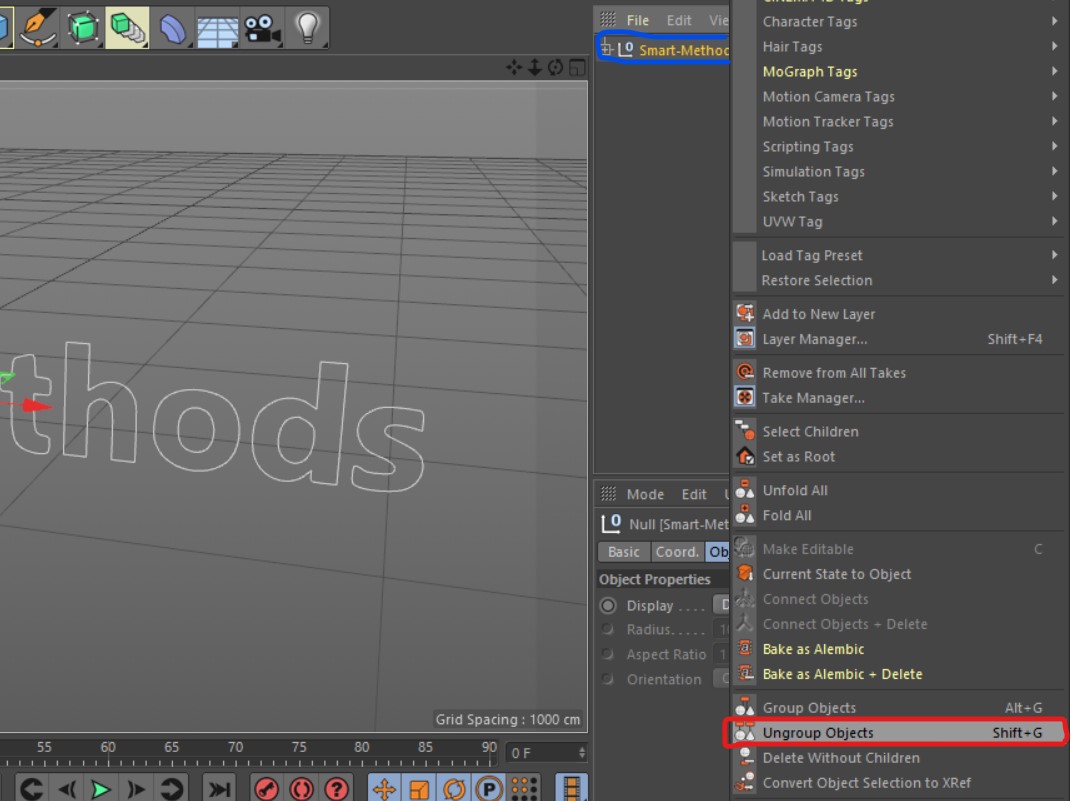 File Edit Vie
Smart-Method
Character Tags
Hair Tags
MoGraph Tags
Motion Camera Tags
Motion Tracker Tags
Scripting Tags
Simulation Tags
Sketch Tags
UVW Tag
Load Tag Preset
Restore Selection
Add to New Layer
Layer Manager... Shift+F4
Remove from All Takes
Take Manager...
Select Children
Set as Root
Unfold All
Fold All
Make Editable C
Current State to Object
Connect Objects
Connect Objects + Delete
Bake as Alembic
Bake as Alembic + Delete
Group Objects Alt+G
Ungroup Objects Shift+G
Delete Without Children
Convert Object Selection to XRef
thods
Mode Edit
Null [Smart-Met
Basic Coord. Ob
Object Properties
Display . . . .
Radius. . . . .
Aspect Ratio 1
Orientation
Grid Spacing : 1000 cm
55 60 65 70 75 80 85 90 0 F